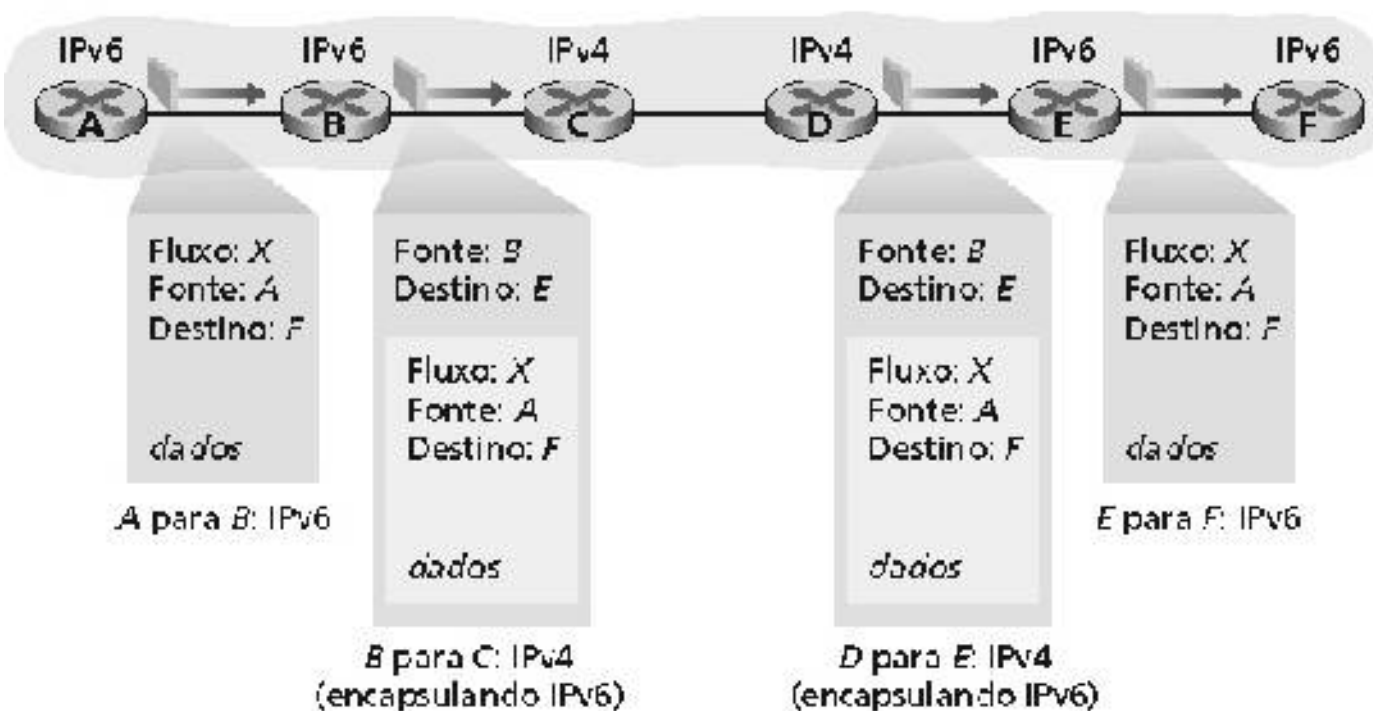 IPv6 IPv6 IPv4 IPv4 IPv6 IPv6
A B C D E F
Fluxo: X
Fonte: A
Destino: F
dados
A para B: IPv6
Fonte: B
Destino: E
Fluxo: X
Fonte: A
Destino: F
dados
B para C: IPv4
(encapsulando IPv6)
Fonte: B
Destino: E
Fluxo: X
Fonte: A
Destino: F
dados
D para E: IPv4
(encapsulando IPv6)
Fluxo: X
Fonte: A
Destino: F
dados
E para F: IPv6